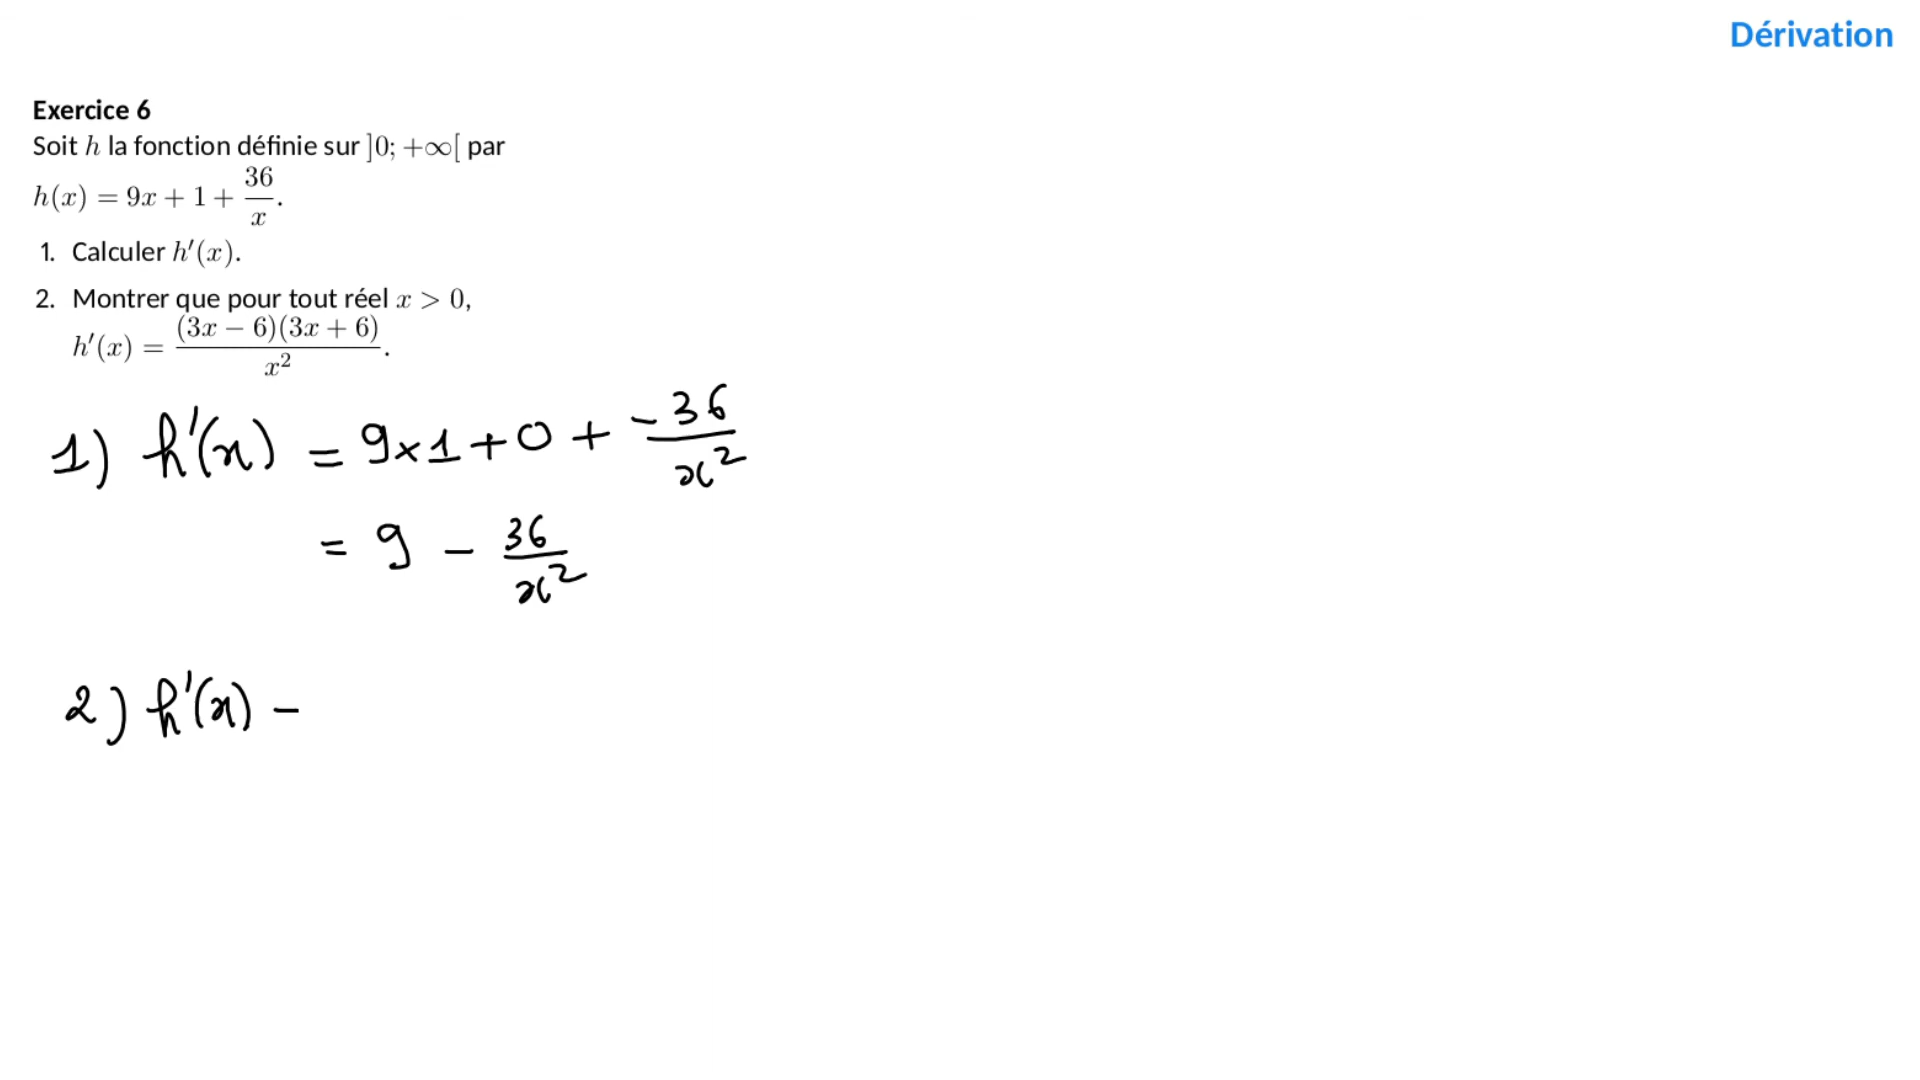 Dérivation
Exercice 6
Soit h la fonction définie sur ]0; +∞[ par
h(x) = 9x + 1 + 36/x.
1. Calculer h′(x).
2. Montrer que pour tout réel x > 0,
h′(x) = (3x − 6)(3x + 6)/x².
1) h'(x) = 9×1+0 + −36/x²
= 9 − 36/x²
2) h'(x) −